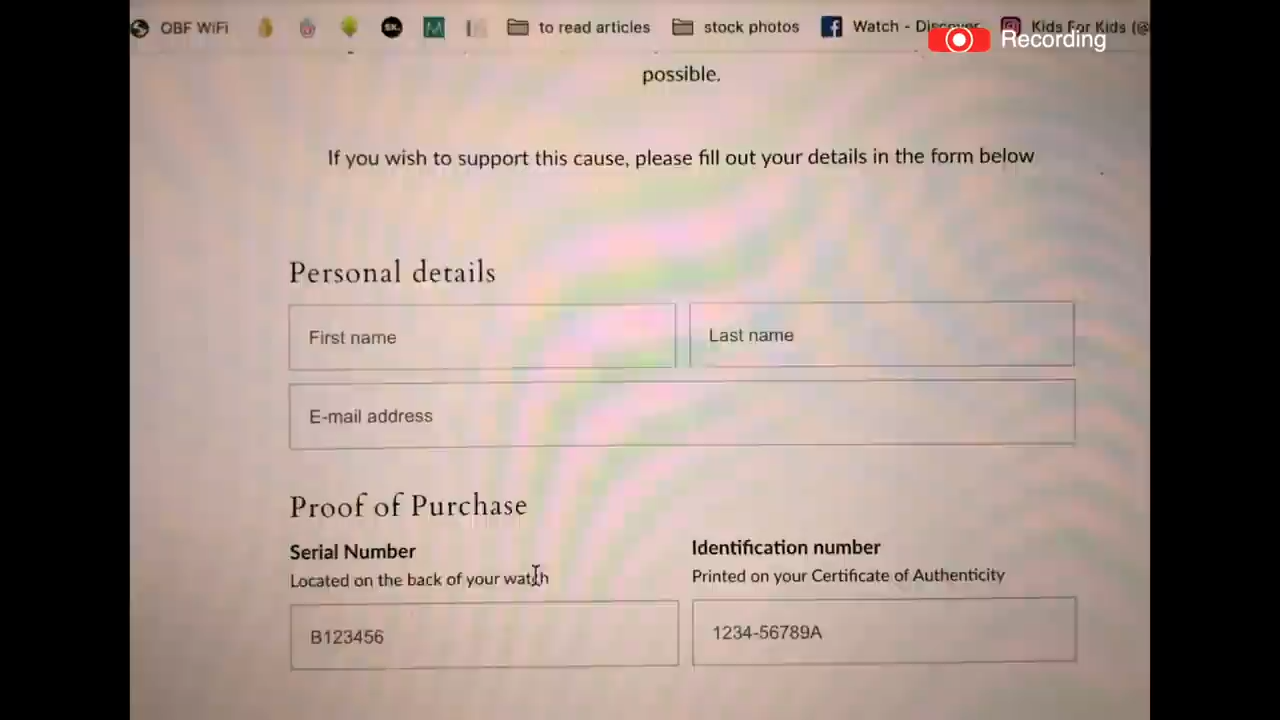 OBF WiFi SK. M to read articles stock photos Watch - Discover Kids For Kids (@
Recording
possible.
If you wish to support this cause, please fill out your details in the form below
Personal details
First name Last name
E-mail address
Proof of Purchase
Serial Number Identification number
Located on the back of your watch Printed on your Certificate of Authenticity
B123456 1234-56789A